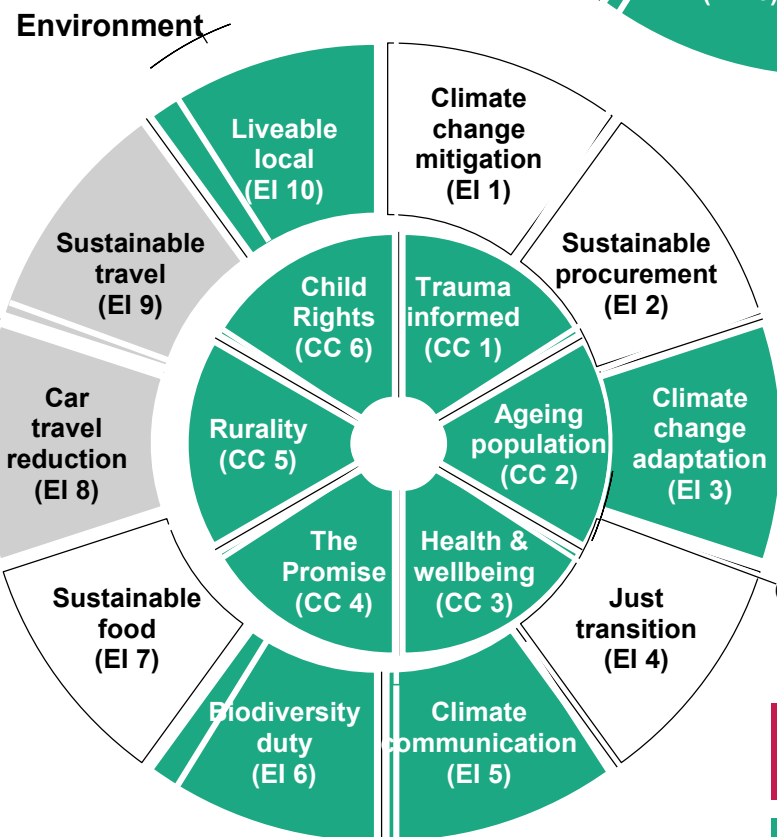 Environment
Climate
change
mitigation
(EI 1)
Sustainable
procurement
(EI 2)
Climate
change
adaptation
(EI 3)
Just
transition
(EI 4)
Climate
communication
(EI 5)
Biodiversity
duty
(EI 6)
Sustainable
food
(EI 7)
Car
travel
reduction
(EI 8)
Sustainable
travel
(EI 9)
Liveable
local
(EI 10)
Trauma
informed
(CC 1)
Ageing
population
(CC 2)
Health &
wellbeing
(CC 3)
The
Promise
(CC 4)
Rurality
(CC 5)
Child
Rights
(CC 6)